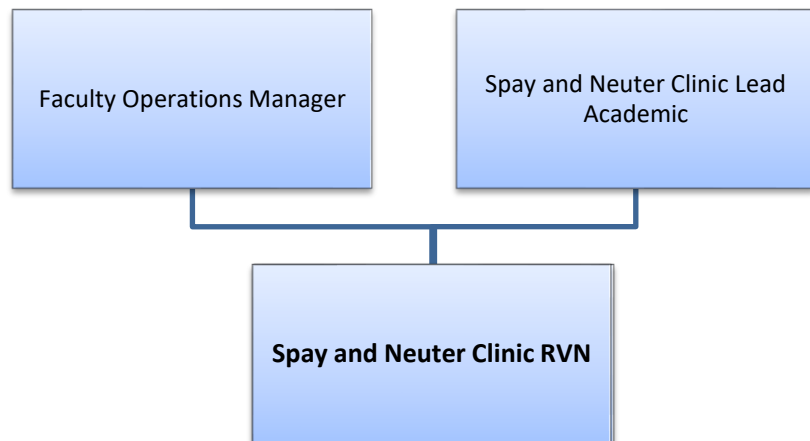 Faculty Operations Manager
Spay and Neuter Clinic Lead
Academic
Spay and Neuter Clinic RVN